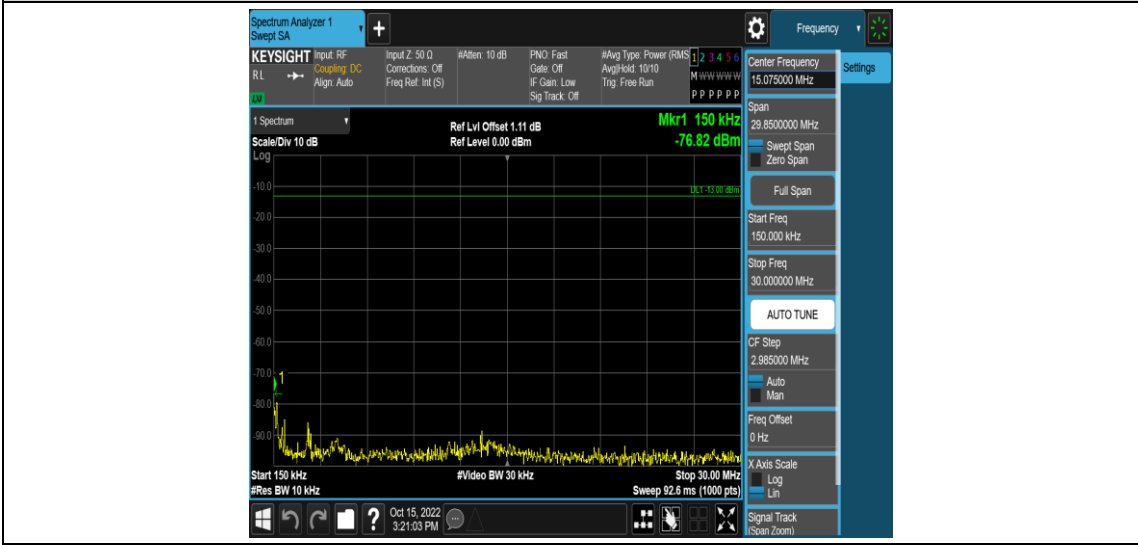 Spectrum Analyzer 1
Swept SA
+
Frequency
KEYSIGHT
RL
Input: RF
Coupling: DC
Align: Auto
Input Z: 50 Ω
Corrections: Off
Freq Ref: Int (S)
#Atten: 10 dB
PNO: Fast
Gate: Off
IF Gain: Low
Sig Track: Off
#Avg Type: Power (RMS
Avg|Hold: 10/10
Trig: Free Run
1 2 3 4 5 6
M W W W W W
P P P P P P
1 Spectrum
Scale/Div 10 dB
Log
Ref Lvl Offset 1.11 dB
Ref Level 0.00 dBm
Mkr1 150 kHz
-76.82 dBm
DL1 -13.00 dBm
-10.0
-20.0
-30.0
-40.0
-50.0
-60.0
-70.0
1
-80.0
-90.0
Start 150 kHz
#Res BW 10 kHz
#Video BW 30 kHz
Stop 30.00 MHz
Sweep 92.6 ms (1000 pts)
?
Oct 15, 2022
3:21:03 PM
Settings
Center Frequency
15.075000 MHz
Span
29.8500000 MHz
Swept Span
Zero Span
Full Span
Start Freq
150.000 kHz
Stop Freq
30.000000 MHz
AUTO TUNE
CF Step
2.985000 MHz
Auto
Man
Freq Offset
0 Hz
X Axis Scale
Log
Lin
Signal Track
(Span Zoom)